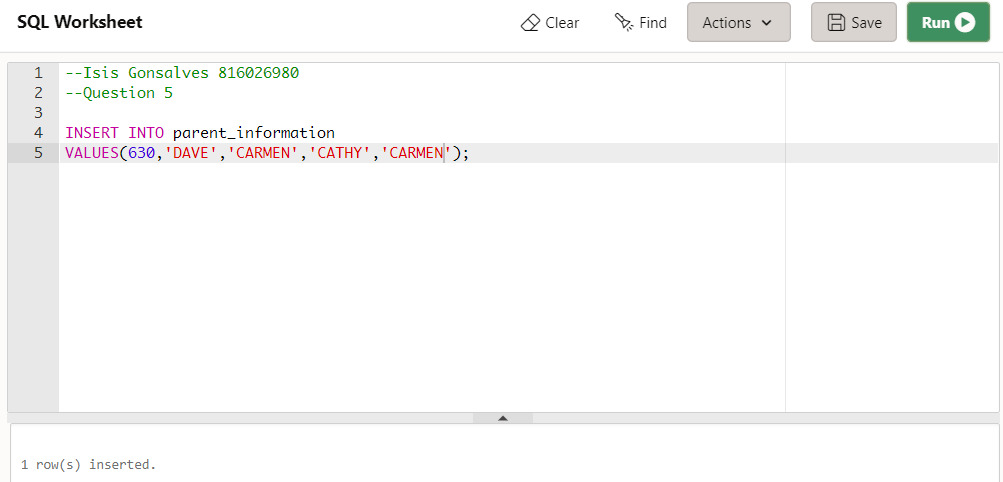 SQL Worksheet Clear Find Actions Save Run
1 --Isis Gonsalves 816026980
2 --Question 5
3
4 INSERT INTO parent_information
5 VALUES(630,'DAVE','CARMEN','CATHY','CARMEN');
1 row(s) inserted.